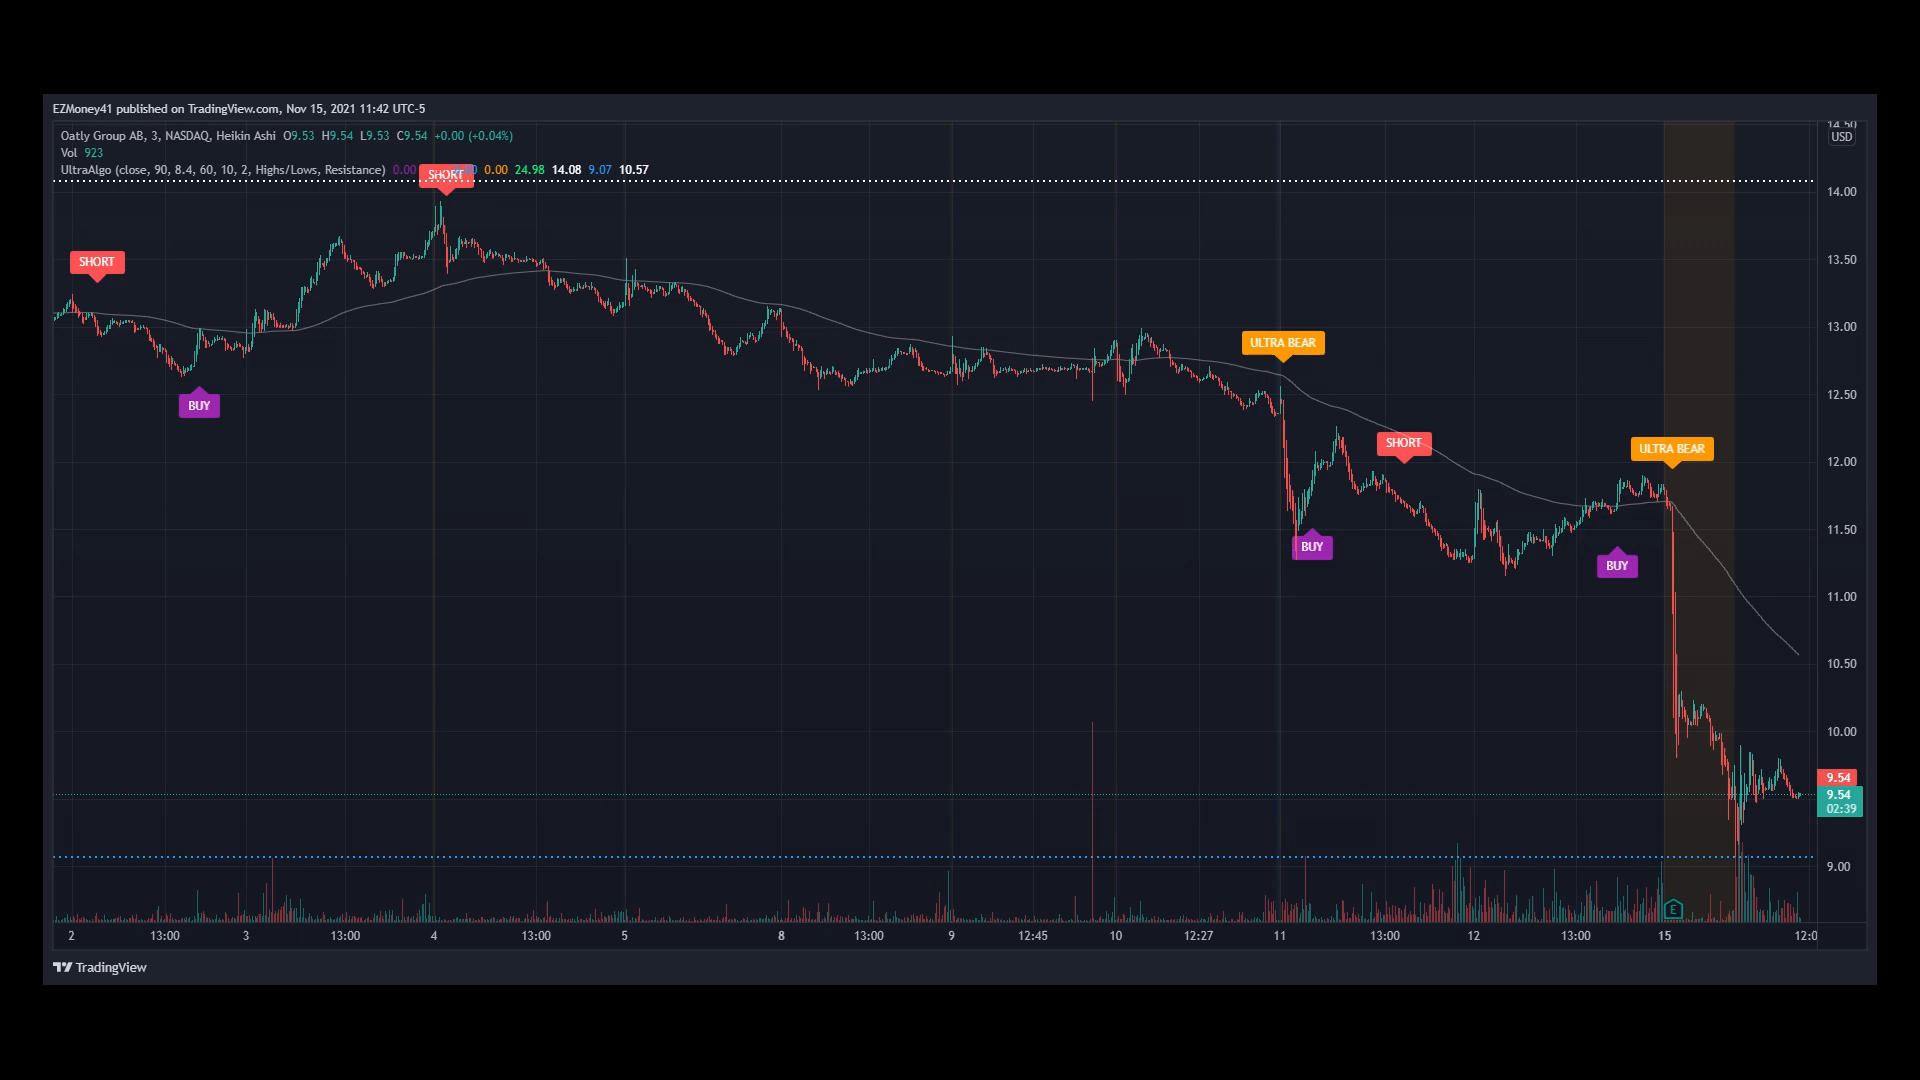 EZMoney41 published on TradingView.com, Nov 15, 2021 11:42 UTC-5
Oatly Group AB, 3, NASDAQ, Heikin Ashi O9.53 H9.54 L9.53 C9.54 +0.00 (+0.04%)
Vol 923
UltraAlgo (close, 90, 8.4, 60, 10, 2, Highs/Lows, Resistance) 0.00 0.00 24.98 14.08 9.07 10.57
SHORT
SHORT
BUY
ULTRA BEAR
BUY
SHORT
ULTRA BEAR
BUY
14.50
USD
14.00
13.50
13.00
12.50
12.00
11.50
11.00
10.50
10.00
9.54
9.54
02:39
9.00
E
2 13:00 3 13:00 4 13:00 5 8 13:00 9 12:45 10 12:27 11 13:00 12 13:00 15 12:0
TradingView